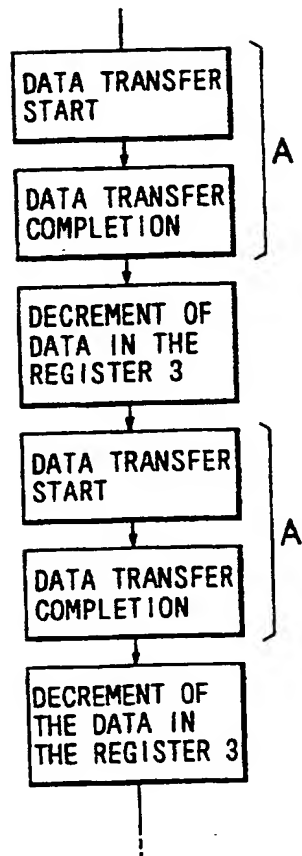 DATA TRANSFER
START
A
DATA TRANSFER
COMPLETION
DECREMENT OF
DATA IN THE
REGISTER 3
DATA TRANSFER
START
A
DATA TRANSFER
COMPLETION
DECREMENT OF
THE DATA IN
THE REGISTER 3